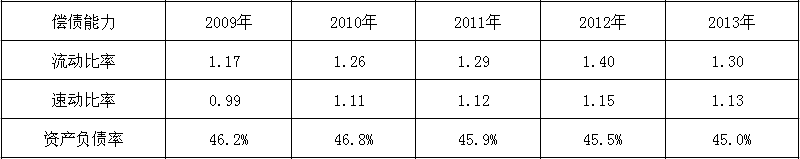 偿债能力 2009年 2010年 2011年 2012年 2013年
流动比率 1.17 1.26 1.29 1.40 1.30
速动比率 0.99 1.11 1.12 1.15 1.13
资产负债率 46.2% 46.8% 45.9% 45.5% 45.0%